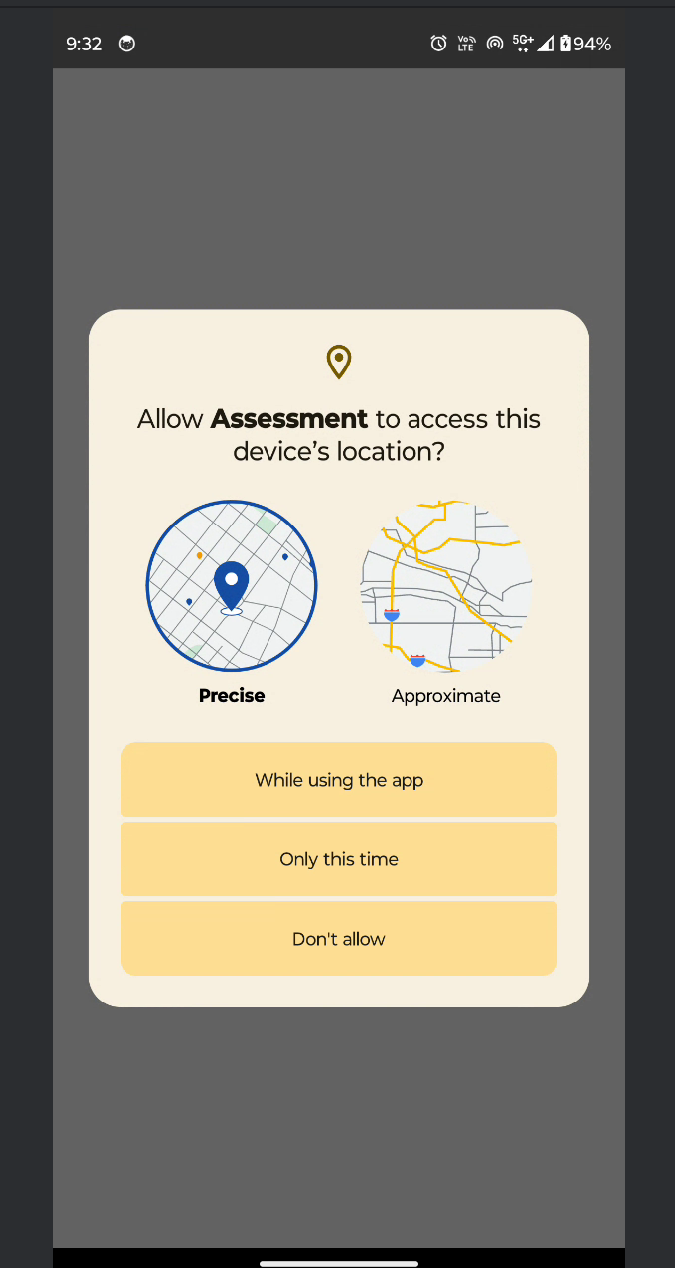 9:32 Vo LTE 5G+ 94%
Allow Assessment to access this
device's location?
Precise Approximate
While using the app
Only this time
Don't allow